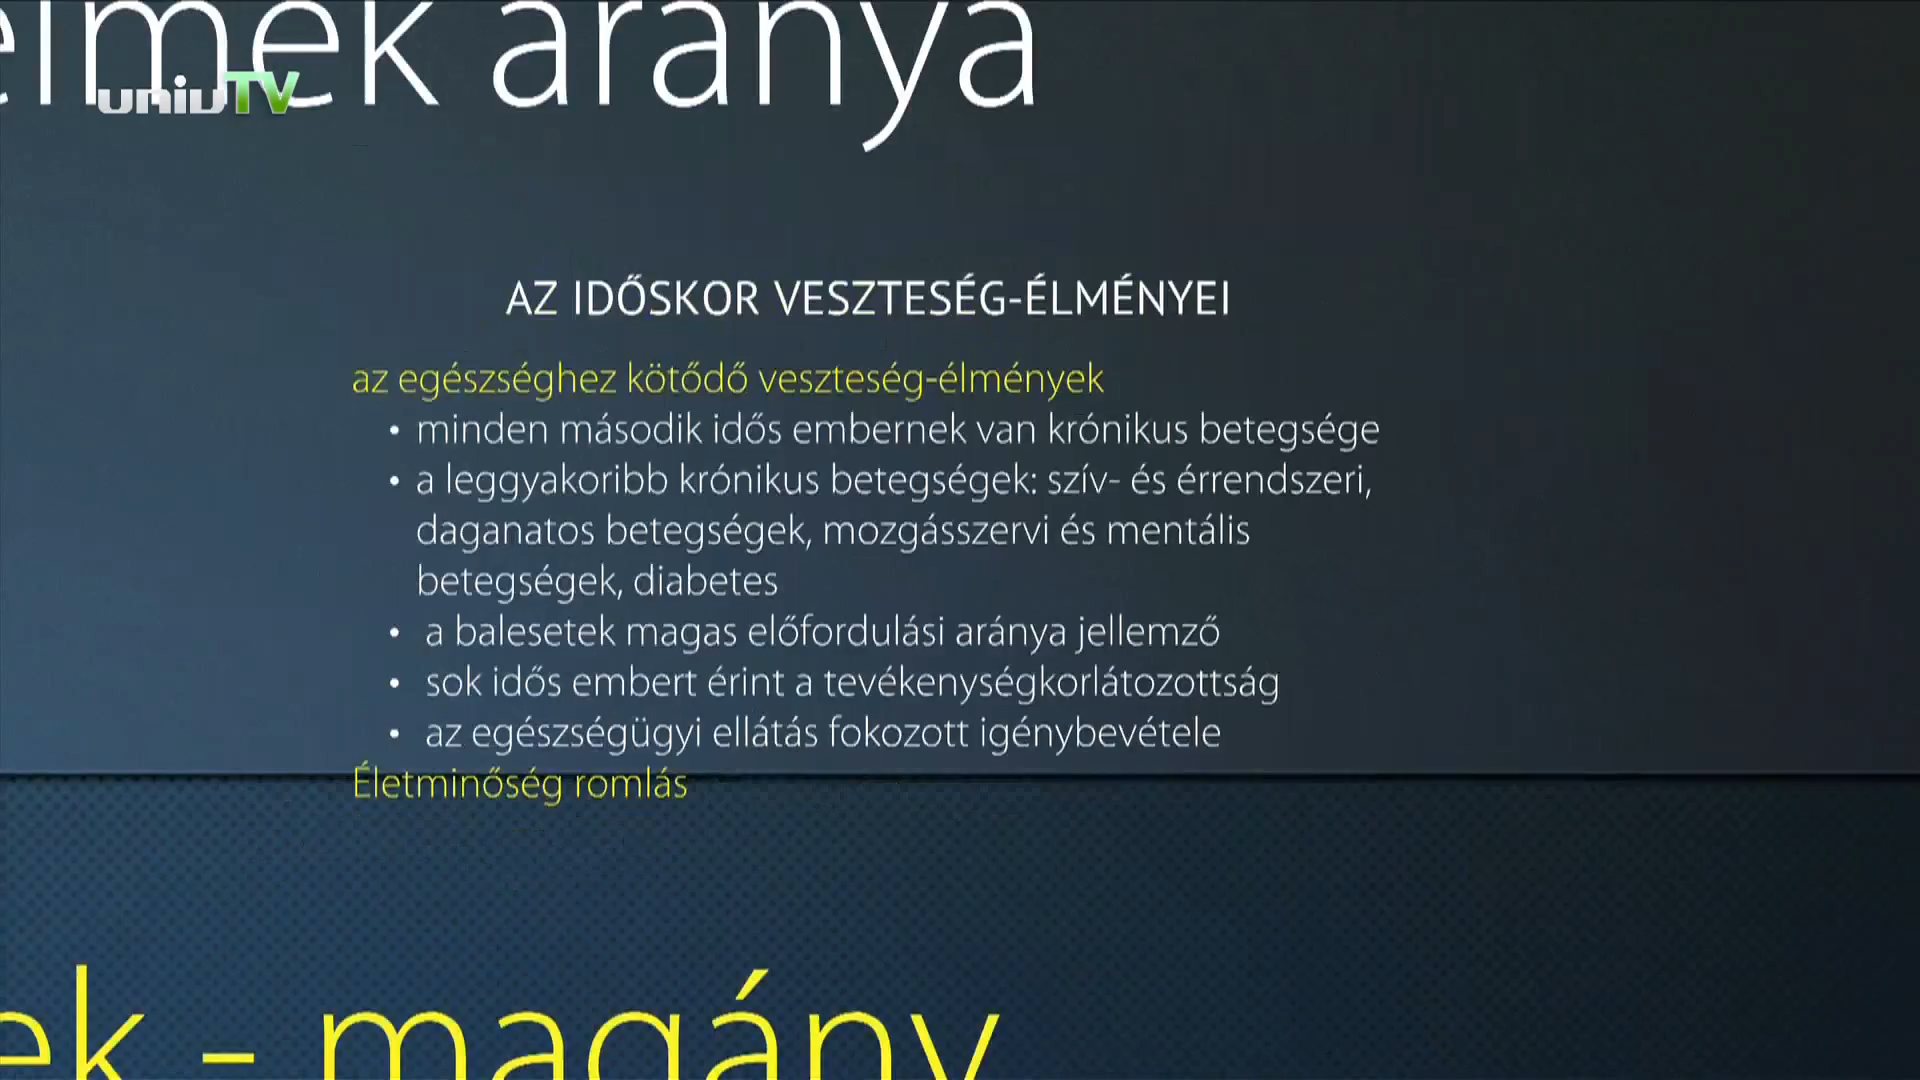 elmek aránya
univTV
AZ IDŐSKOR VESZTESÉG-ÉLMÉNYEI
az egészséghez kötődő veszteség-élmények
• minden második idős embernek van krónikus betegsége
• a leggyakoribb krónikus betegségek: szív- és érrendszeri,
daganatos betegségek, mozgásszervi és mentális
betegségek, diabetes
• a balesetek magas előfordulási aránya jellemző
• sok idős embert érint a tevékenységkorlátozottság
• az egészségügyi ellátás fokozott igénybevétele
Életminőség romlás
ek - magány